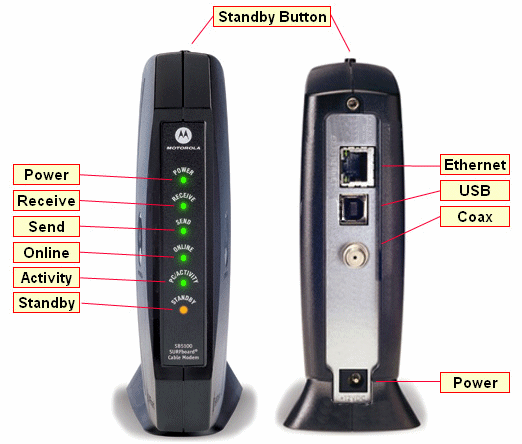 Standby Button
MOTOROLA
Power
POWER
Receive
RECEIVE
Send
SEND
Online
ONLINE
Activity
PC/ACTIVITY
Standby
STANDBY
SB5100
SURFboard®
Cable Modem
Ethernet
USB
Coax
Power